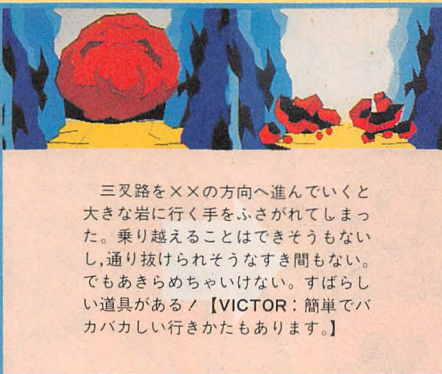 三叉路を××の方向へ進んでいくと
大きな岩に行く手をふさがれてしまっ
た。乗り越えることはできそうもない
し,通り抜けられそうなすき間もない。
でもあきらめちゃいけない。すばらし
い道具がある!【VICTOR:簡単でバ
カバカしい行きかたもあります。】